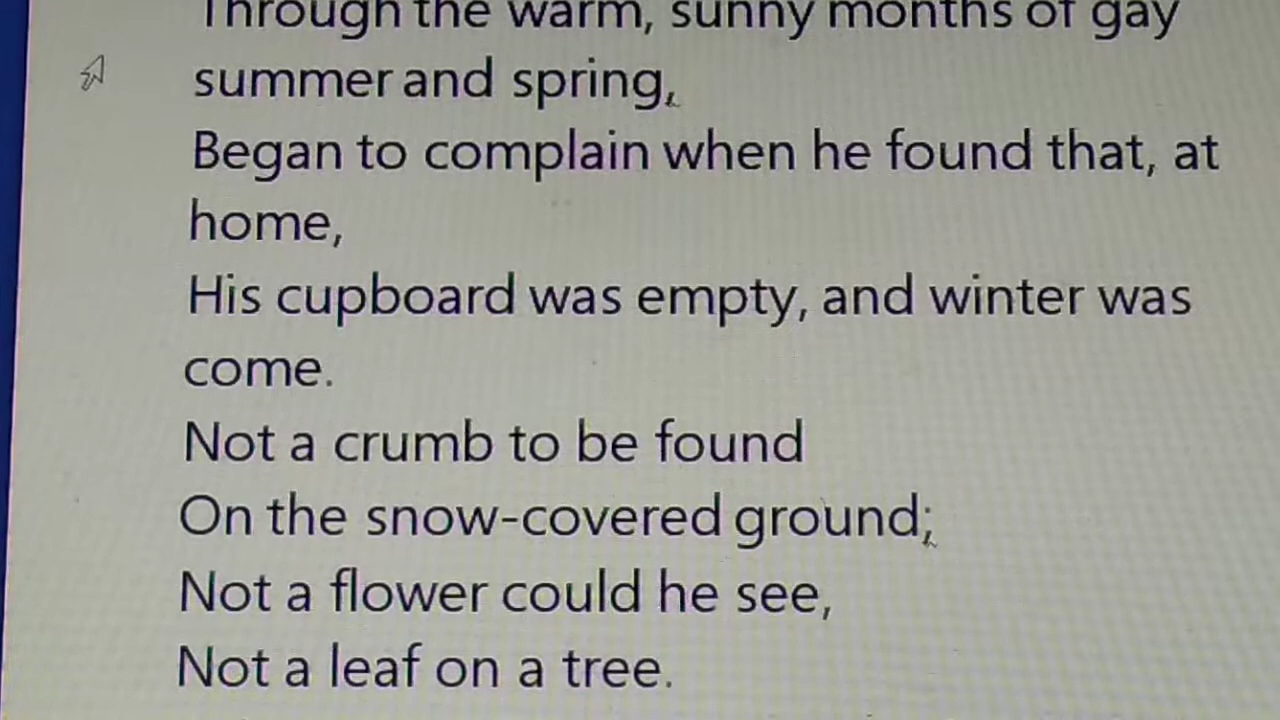 Through the warm, sunny months of gay
summer and spring,
Began to complain when he found that, at
home,
His cupboard was empty, and winter was
come.
Not a crumb to be found
On the snow-covered ground;
Not a flower could he see,
Not a leaf on a tree.